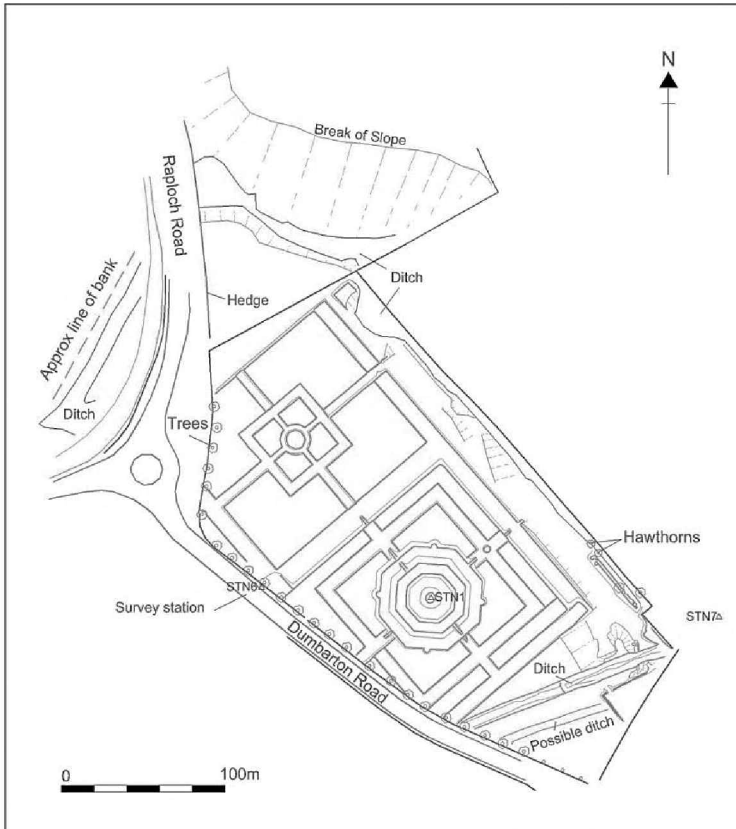 N
Break of Slope
Raploch Road
Ditch
Hedge
Approx line of bank
Ditch
Trees
Hawthorns
STN6
STN1
Survey station
STN7
Dumbarton Road
Ditch
Possible ditch
0 100m